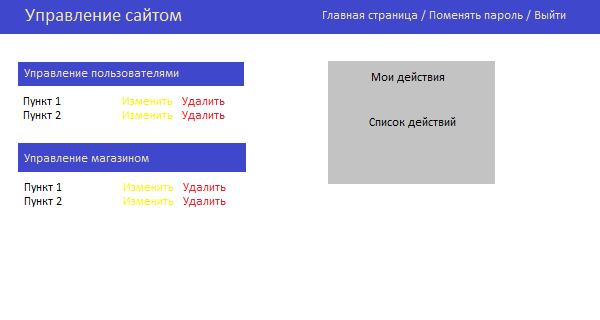 Управление сайтом
Главная страница / Поменять пароль / Выйти
Управление пользователями
Пункт 1 Изменить Удалить
Пункт 2 Изменить Удалить
Управление магазином
Пункт 1 Изменить Удалить
Пункт 2 Изменить Удалить
Мои действия
Список действий